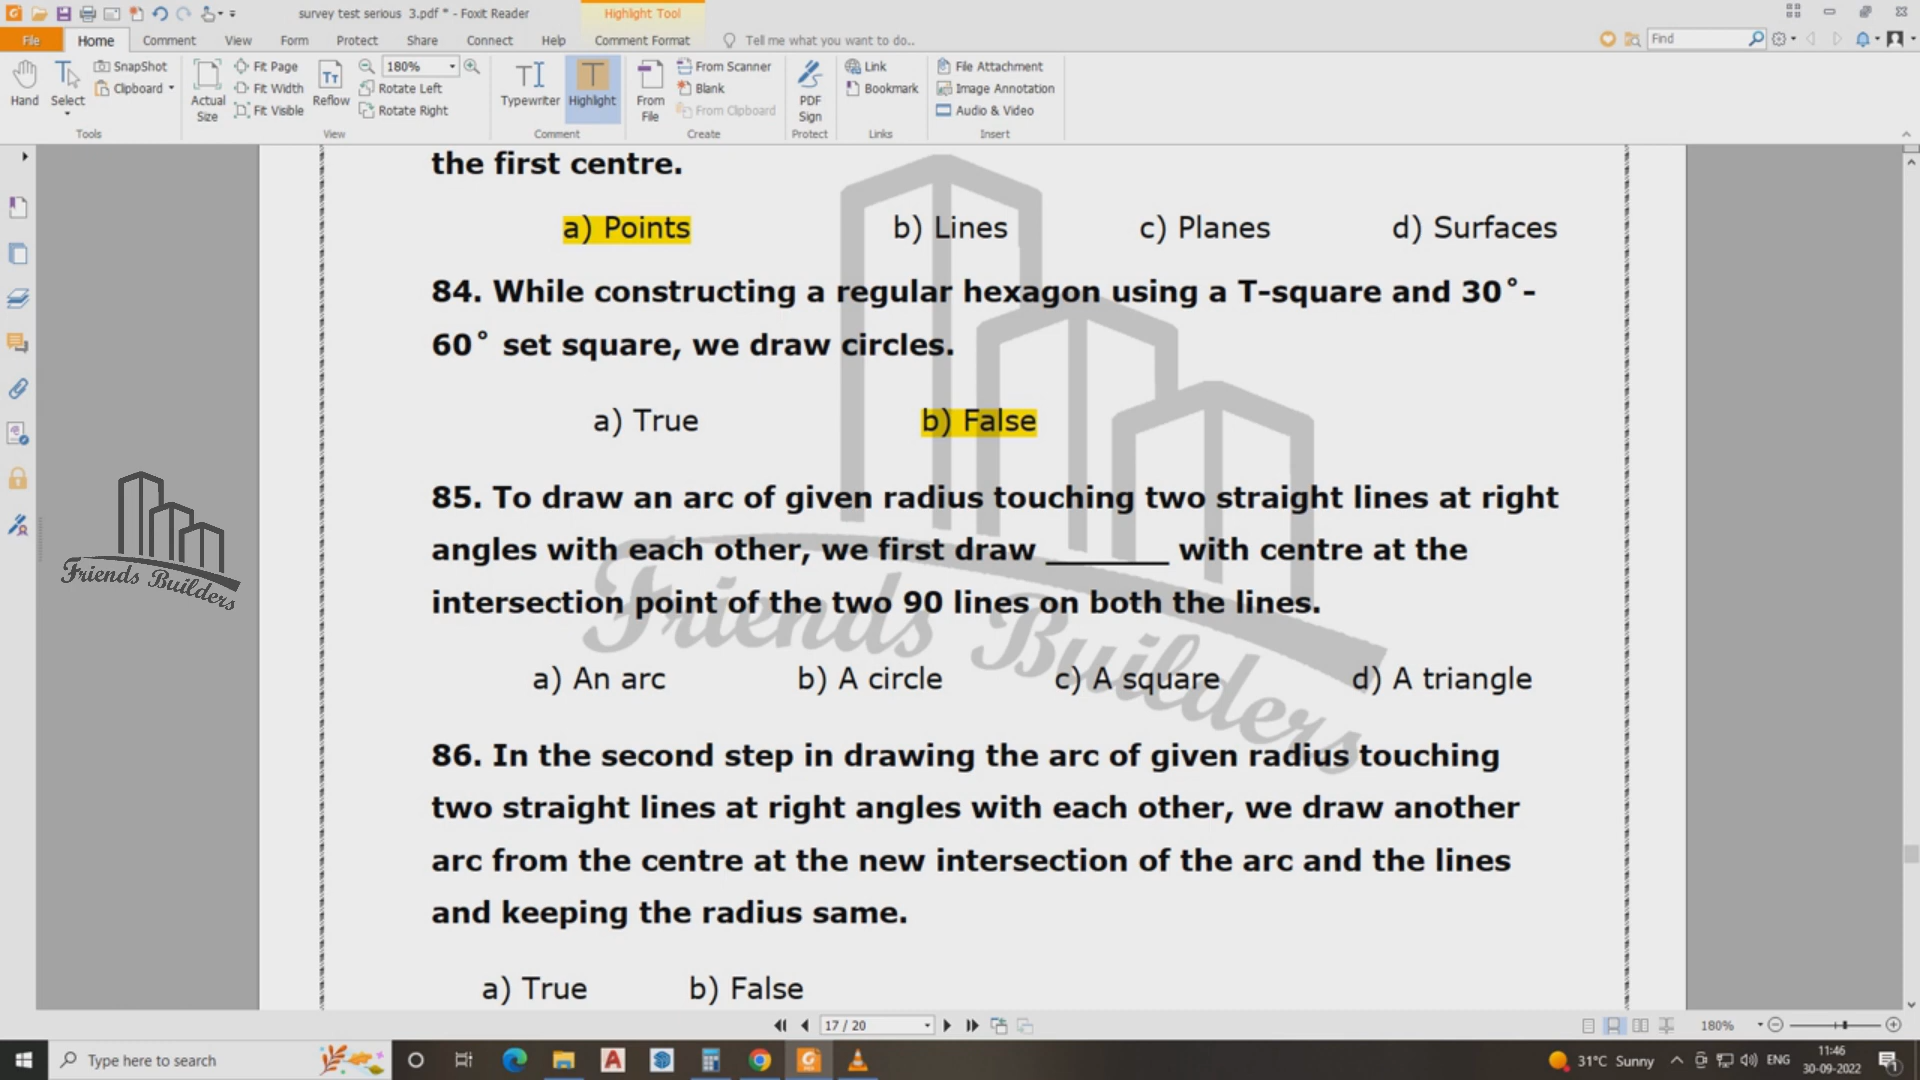 survey test serious 3.pdf * - Foxit Reader
Highlight Tool
File Home Comment View Form Protect Share Connect Help Comment Format Tell me what you want to do.. Find
Hand Select SnapShot Clipboard Tools
Actual Size Fit Page Fit Width Fit Visible Reflow 180% Rotate Left Rotate Right View
Typewriter Highlight Comment
From File From Scanner Blank From Clipboard Create
PDF Sign Protect
Link Bookmark Links
File Attachment Image Annotation Audio & Video Insert
the first centre.
a) Points b) Lines c) Planes d) Surfaces
84. While constructing a regular hexagon using a T-square and 30˚-
60˚ set square, we draw circles.
a) True b) False
85. To draw an arc of given radius touching two straight lines at right
angles with each other, we first draw _______ with centre at the
intersection point of the two 90 lines on both the lines.
a) An arc b) A circle c) A square d) A triangle
86. In the second step in drawing the arc of given radius touching
two straight lines at right angles with each other, we draw another
arc from the centre at the new intersection of the arc and the lines
and keeping the radius same.
a) True b) False
Friends Builders
Friends Builders
17 / 20 180%
Type here to search
31°C Sunny ENG 11:46
30-09-2022
1